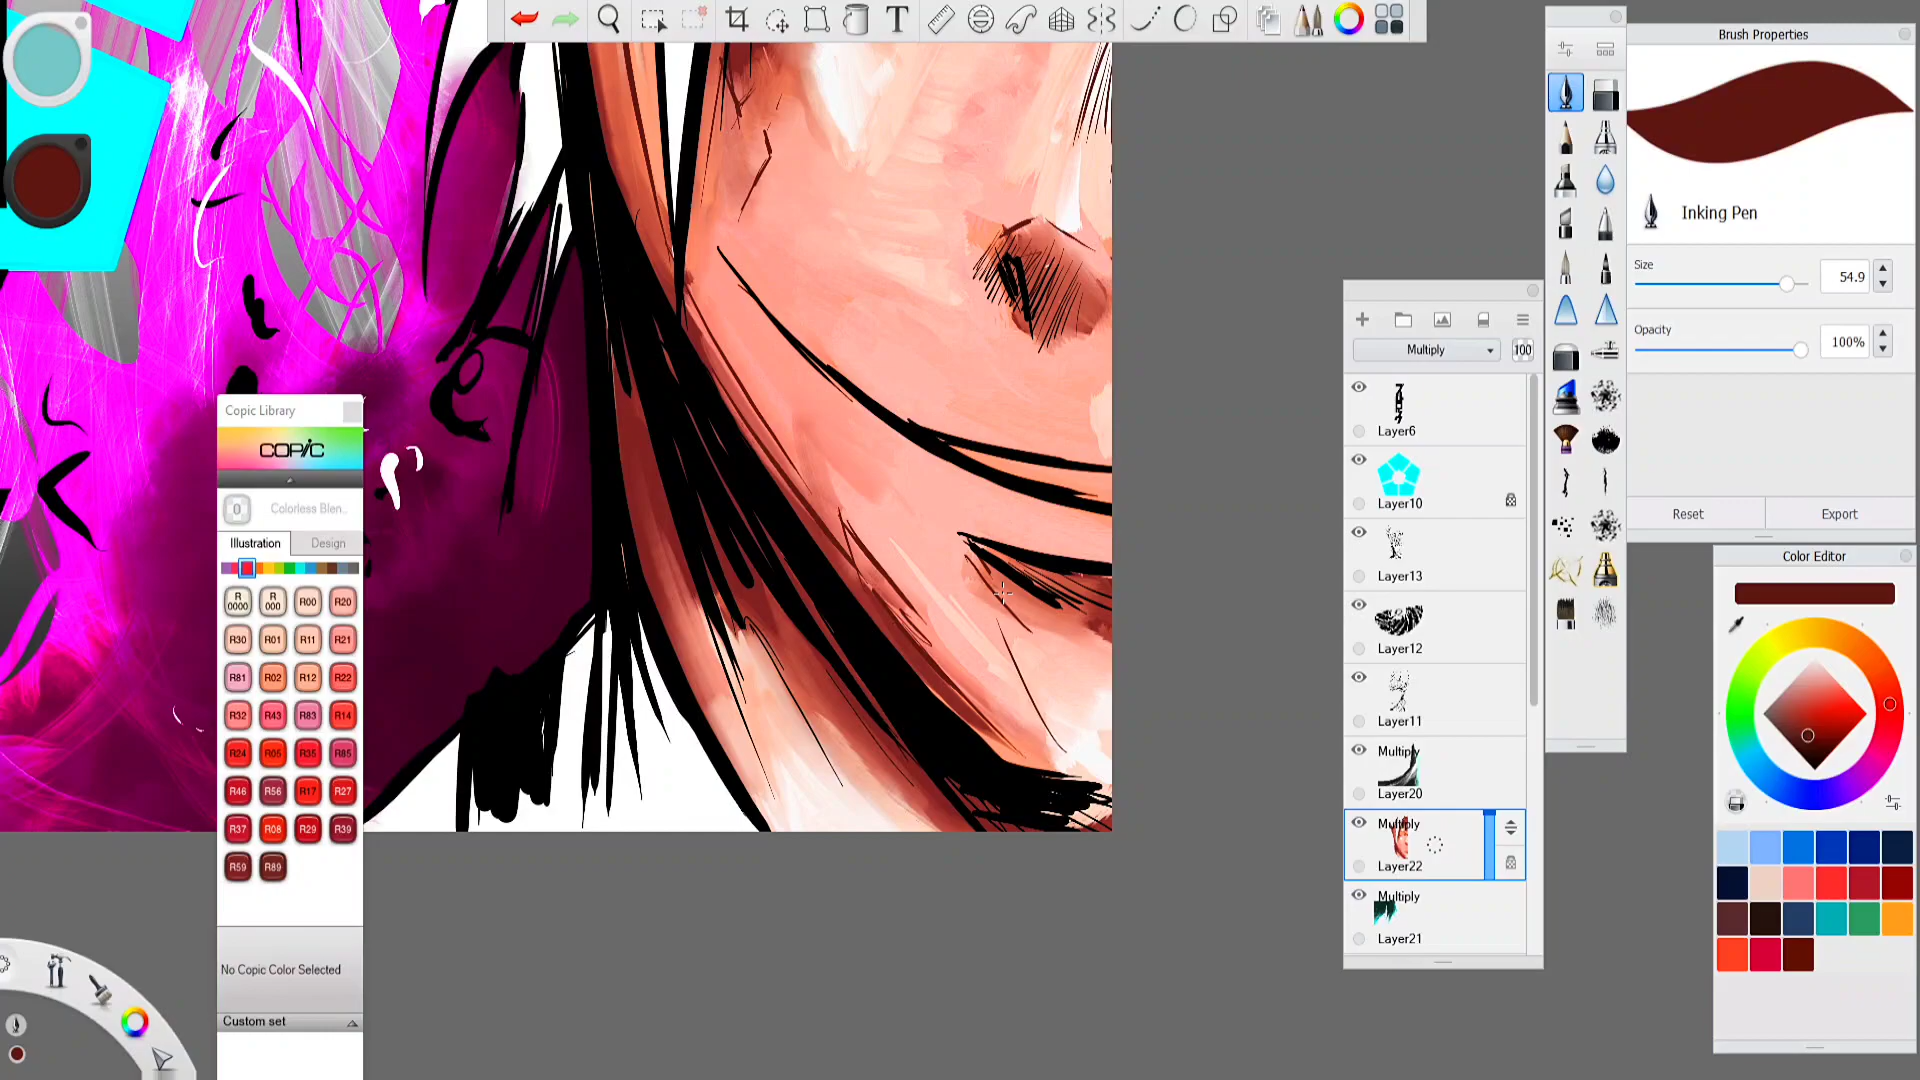 Brush Properties
Inking Pen
Size
54.9
Opacity
100%
Reset
Export
Color Editor
Multiply
100
Layer6
Layer10
Layer13
Layer12
Layer11
Multiply
Layer20
Multiply
Layer22
Multiply
Layer21
Copic Library
COPIC
0
Colorless Blen..
Illustration
Design
R 0000
R 000
R00
R20
R30
R01
R11
R21
R81
R02
R12
R22
R32
R43
R83
R14
R24
R05
R35
R85
R46
R56
R17
R27
R37
R08
R29
R39
R59
R89
No Copic Color Selected
Custom set